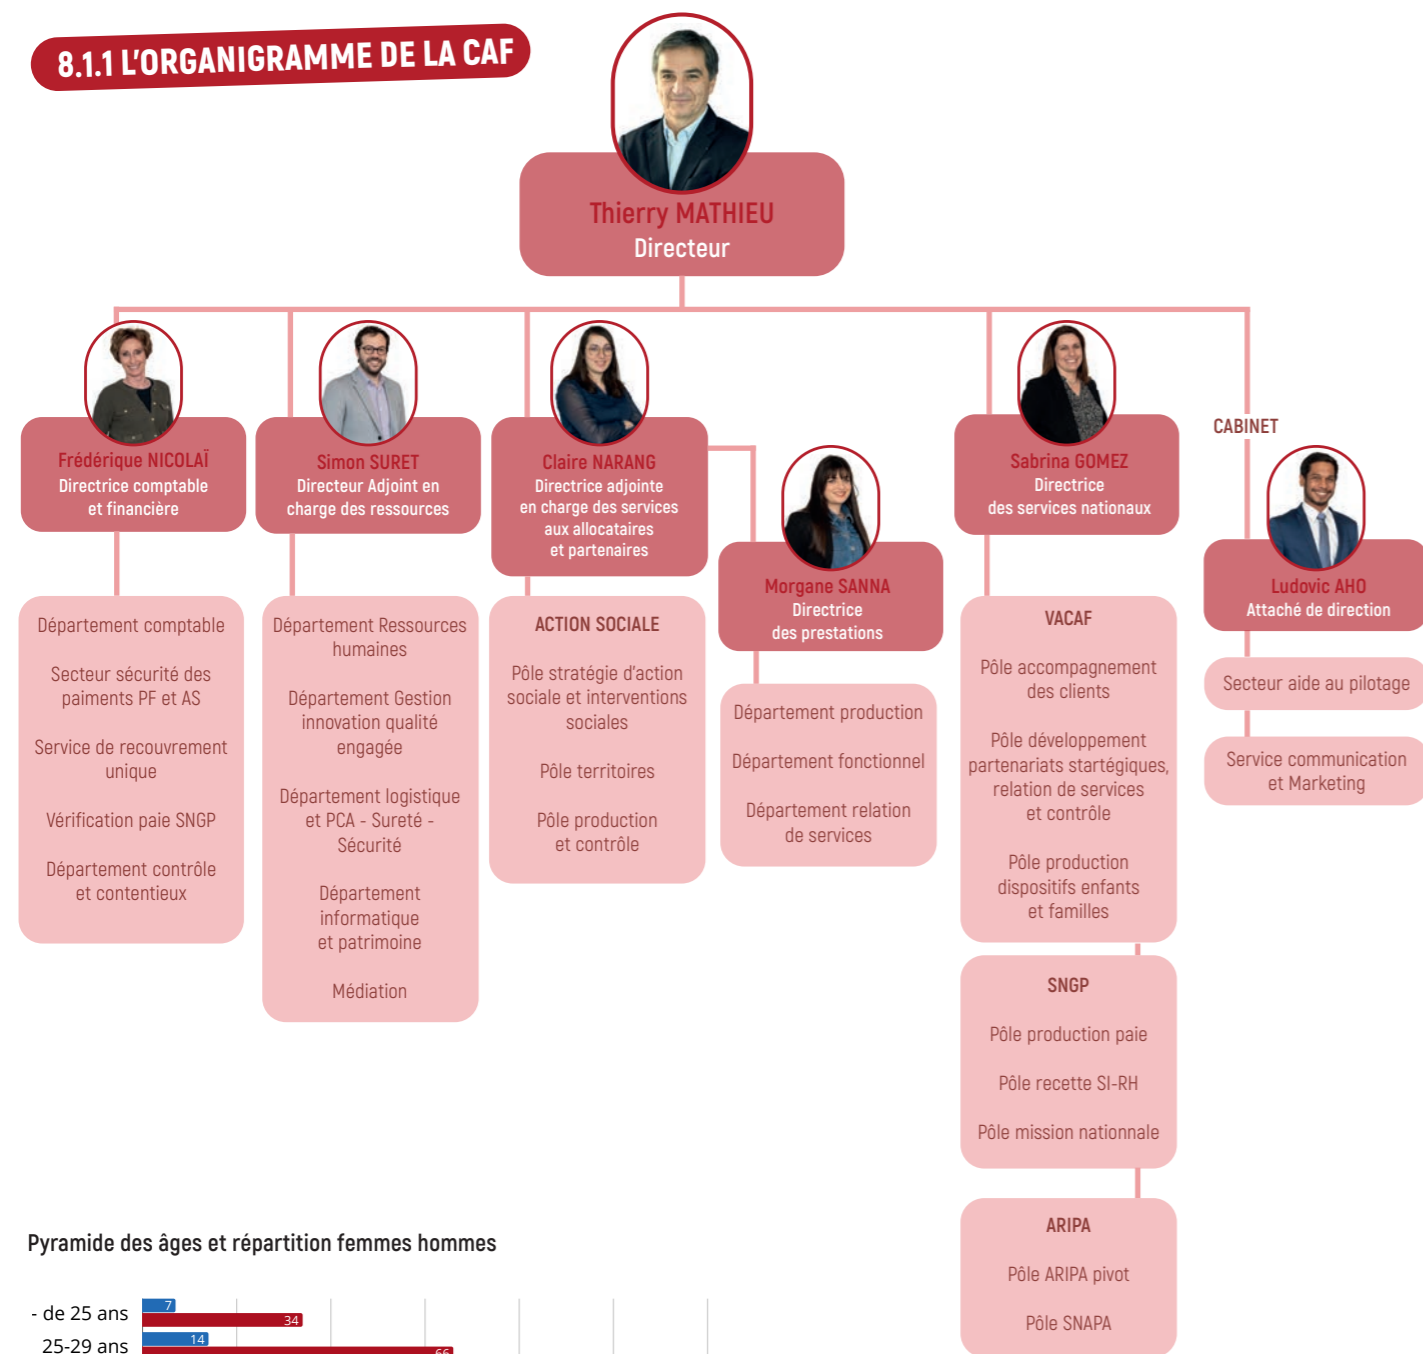 8.1.1 L'ORGANIGRAMME DE LA CAF
Thierry MATHIEU
Directeur
Frédérique NICOLAÏ
Directrice comptable
et financière
Département comptable
Secteur sécurité des
paiments PF et AS
Service de recouvrement
unique
Vérification paie SNGP
Département contrôle
et contentieux
Simon SURET
Directeur Adjoint en
charge des ressources
Département Ressources
humaines
Département Gestion
innovation qualité
engagée
Département logistique
et PCA - Sureté -
Sécurité
Département
informatique
et patrimoine
Médiation
Claire NARANG
Directrice adjointe
en charge des services
aux allocataires
et partenaires
ACTION SOCIALE
Pôle stratégie d'action
sociale et interventions
sociales
Pôle territoires
Pôle production
et contrôle
Morgane SANNA
Directrice
des prestations
Département production
Département fonctionnel
Département relation
de services
Sabrina GOMEZ
Directrice
des services nationaux
VACAF
Pôle accompagnement
des clients
Pôle développement
partenariats startégiques,
relation de services
et contrôle
Pôle production
dispositifs enfants
et familles
SNGP
Pôle production paie
Pôle recette SI-RH
Pôle mission nationnale
ARIPA
Pôle ARIPA pivot
Pôle SNAPA
CABINET
Ludovic AHO
Attaché de direction
Secteur aide au pilotage
Service communication
et Marketing
Pyramide des âges et répartition femmes hommes
- de 25 ans
7
34
25-29 ans
14
66